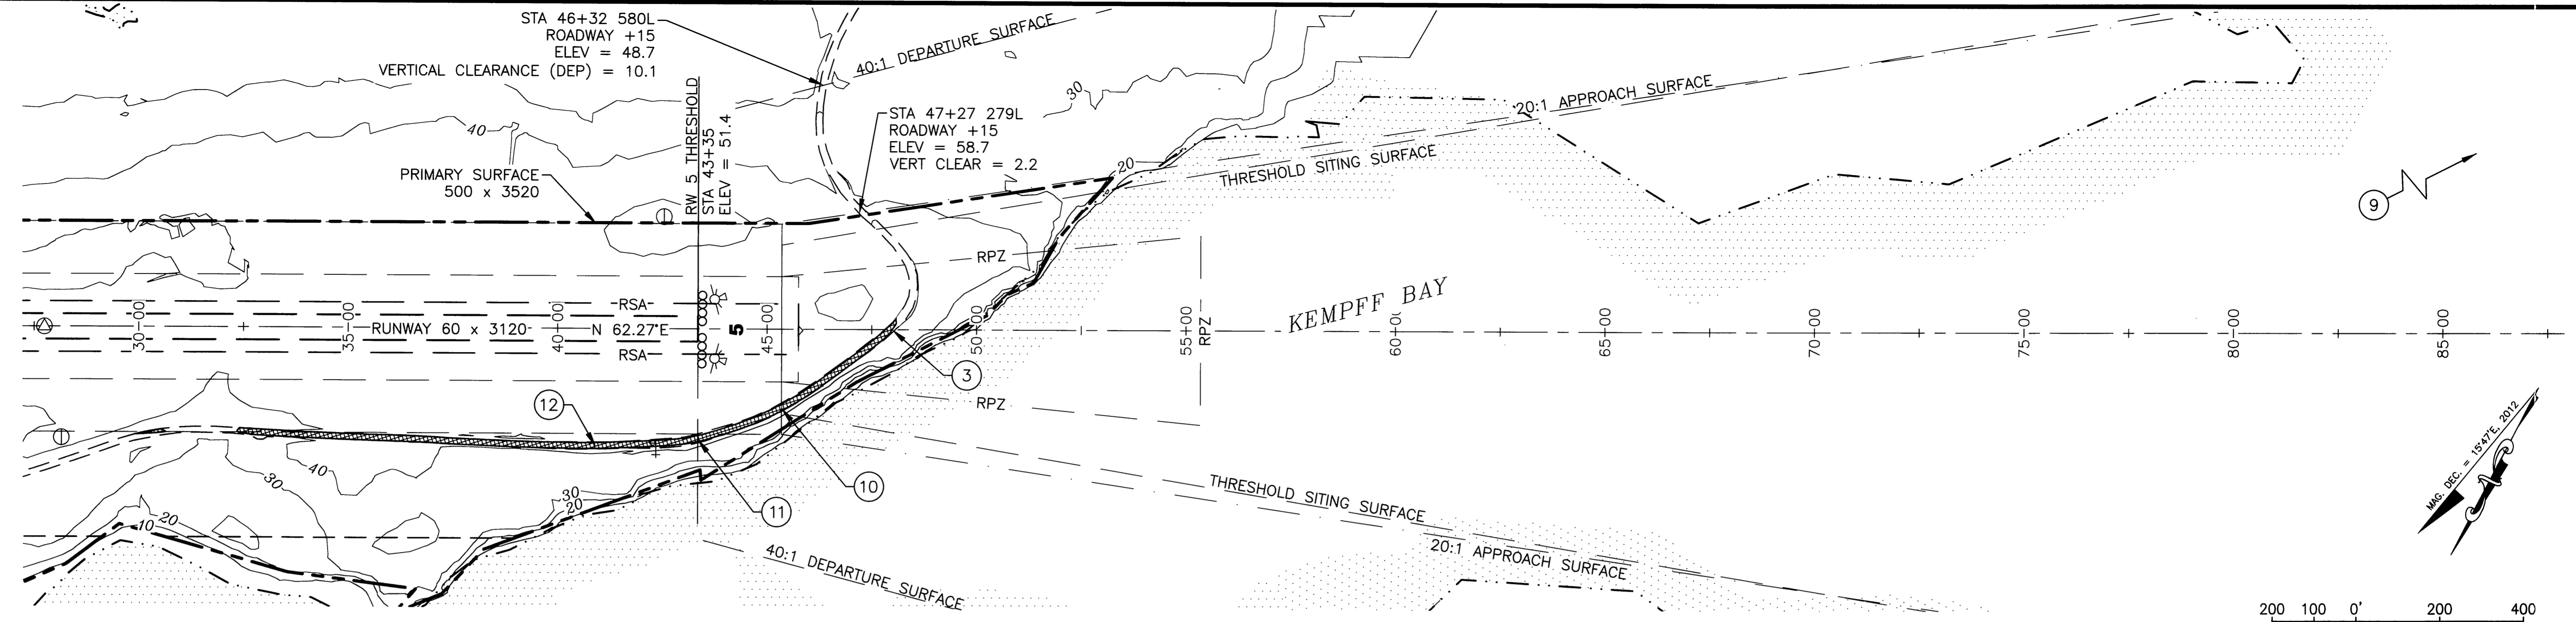 STA 46+32 580L
ROADWAY +15
ELEV = 48.7
VERTICAL CLEARANCE (DEP) = 10.1
40:1 DEPARTURE SURFACE
30
20:1 APPROACH SURFACE
40
RW 5 THRESHOLD
STA 43+35
ELEV = 51.4
STA 47+27 279L
ROADWAY +15
ELEV = 58.7
VERT CLEAR = 2.2
20
THRESHOLD SITING SURFACE
PRIMARY SURFACE
500 x 3520
9
RPZ
KEMPFF BAY
RSA
30+00
35+00
RUNWAY 60 x 3120
40+00
N 62.27°E
5
45+00
50+00
55+00
RPZ
60+00
65+00
70+00
75+00
80+00
85+00
RSA
3
12
RPZ
10
11
40
30
30
20
20
10
THRESHOLD SITING SURFACE
20:1 APPROACH SURFACE
40:1 DEPARTURE SURFACE
MAG. DEC. = 15°47'E, 2012
200 100 0' 200 400